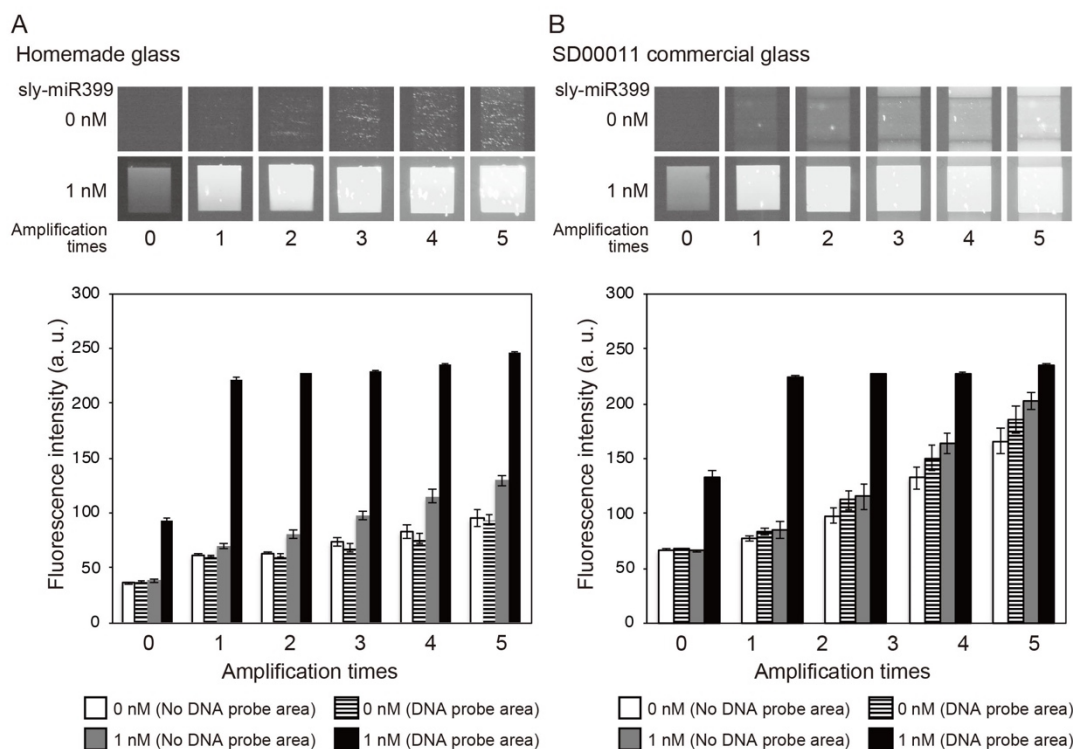 A
Homemade glass
sly-miR399
0 nM
1 nM
Amplification
times
0 1 2 3 4 5
300
250
200
150
100
50
0
Fluorescence intensity (a. u.)
0 1 2 3 4 5
Amplification times
0 nM (No DNA probe area) 0 nM (DNA probe area)
1 nM (No DNA probe area) 1 nM (DNA probe area)
B
SD00011 commercial glass
sly-miR399
0 nM
1 nM
Amplification
times
0 1 2 3 4 5
300
250
200
150
100
50
0
Fluorescence intensity (a. u.)
0 1 2 3 4 5
Amplification times
0 nM (No DNA probe area) 0 nM (DNA probe area)
1 nM (No DNA probe area) 1 nM (DNA probe area)